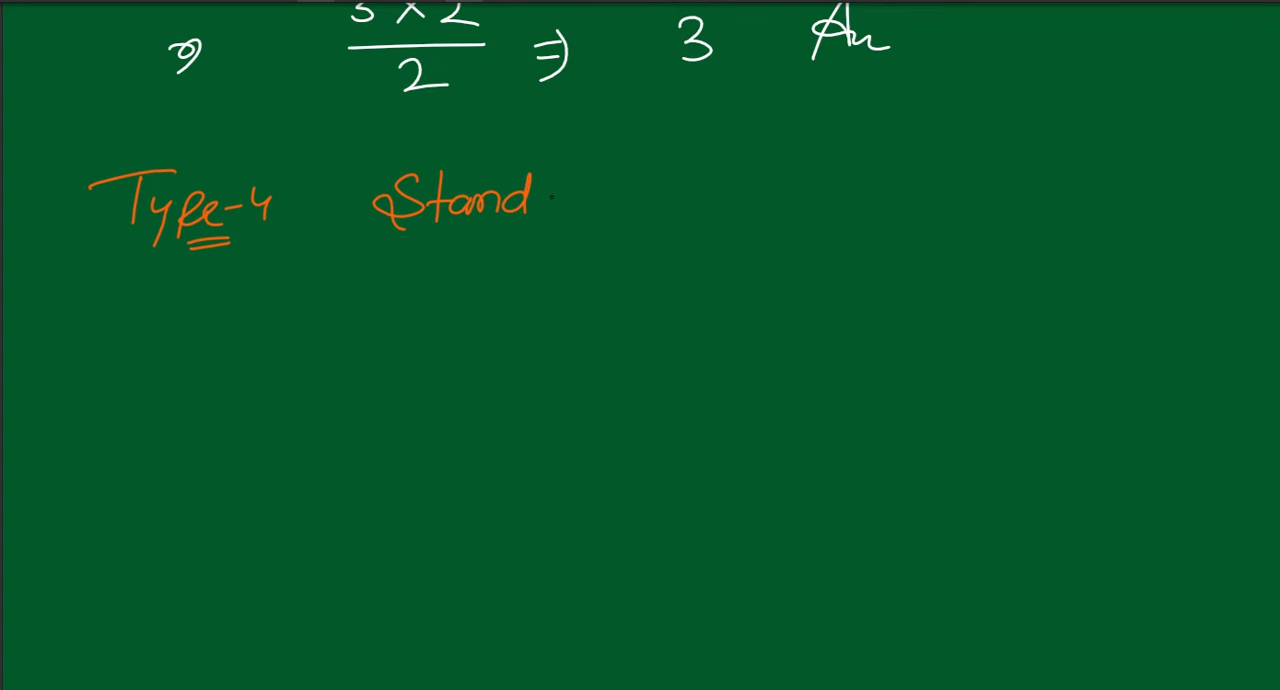 ⇒ 3 × 2 / 2 ⇒ 3 An
Type-4 Stand